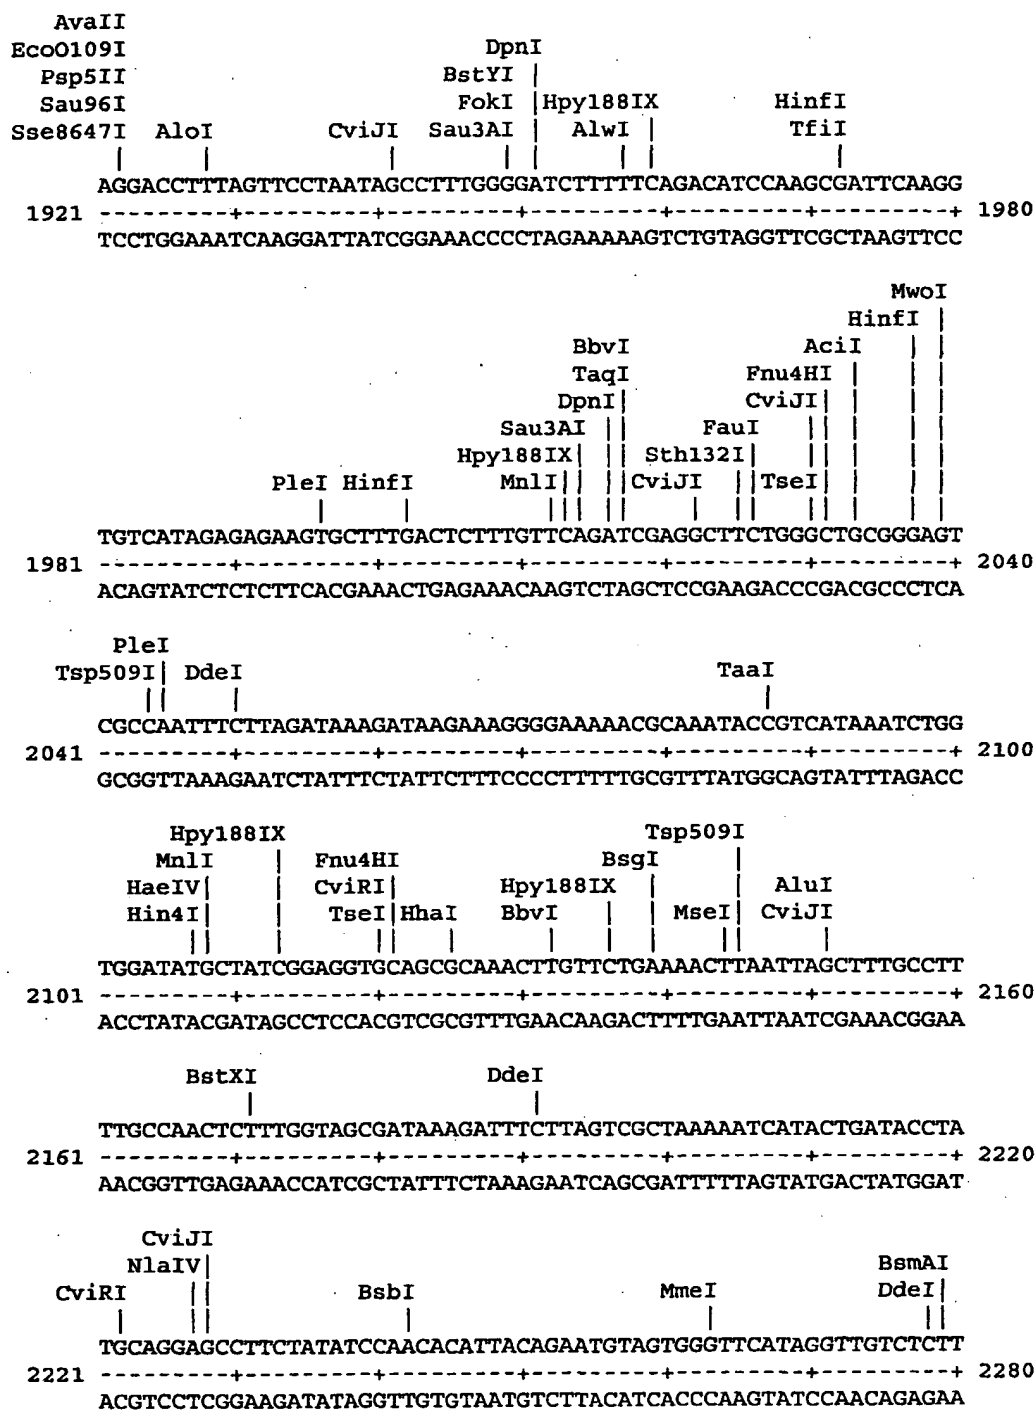 AvaII
EcoO109I
DpnI
Psp5II
BstYI |
Sau96I
FokI |Hpy188IX
HinfI
Sse8647I AloI
CviJI
Sau3AI |
AlwI |
TfiI
AGGACCTTTAGTTCCTAATAGCCTTTGGGGATCTTTTTCAGACATCCAAGCGATTCAAGG
1921 ---------+---------+---------+---------+---------+---------+ 1980
TCCTGGAAATCAAGGATTATCGGAAACCCCTAGAAAAAGTCTGTAGGTTCGCTAAGTTCC
MwoI
HinfI |
BbvI
AciI
TaqI
Fnu4HI
DpnI|
CviJI|
Sau3AI
FauI
Hpy188IX|
Sth132I|
PleI HinfI
MnlI||
CviJI
TseI|
TGTCATAGAGAGAAGTGCTTTGACTCTTTGTTCAGATCGAGGCTTCTGGGCTGCGGGAGT
1981 ---------+---------+---------+---------+---------+---------+ 2040
ACAGTATCTCTCTTCACGAAACTGAGAAACAAGTCTAGCTCCGAAGACCCGACGCCCTCA
PleI
Tsp509I| DdeI
TaaI
CGCCAATTTCTTAGATAAAGATAAGAAAGGGGAAAAACGCAAATACCGTCATAAATCTGG
2041 ---------+---------+---------+---------+---------+---------+ 2100
GCGGTTAAAGAATCTATTTCTATTCTTTCCCCTTTTTGCGTTTATGGCAGTATTTAGACC
Hpy188IX
Tsp509I
MnlI
Fnu4HI
BsgI
HaeIV|
CviRI|
Hpy188IX
AluI
Hin4I|
TseI|HhaI
BbvI
MseI|
CviJI
TGGATATGCTATCGGAGGTGCAGCGCAAACTTGTTCTGAAAACTTAATTAGCTTTGCCTT
2101 ---------+---------+---------+---------+---------+---------+ 2160
ACCTATACGATAGCCTCCACGTCGCGTTTGAACAAGACTTTTGAATTAATCGAAACGGAA
BstXI
DdeI
TTGCCAACTCTTTGGTAGCGATAAAGATTTCTTAGTCGCTAAAAATCATACTGATACCTA
2161 ---------+---------+---------+---------+---------+---------+ 2220
AACGGTTGAGAAACCATCGCTATTTCTAAAGAATCAGCGATTTTTAGTATGACTATGGAT
CviJI
NlaIV|
BsmAI
CviRI
BsbI
MmeI
DdeI|
TGCAGGAGCCTTCTATATCCAACACATTACAGAATGTAGTGGGTTCATAGGTTGTCTCTT
2221 ---------+---------+---------+---------+---------+---------+ 2280
ACGTCCTCGGAAGATATAGGTTGTGTAATGTCTTACATCACCCAAGTATCCAACAGAGAA